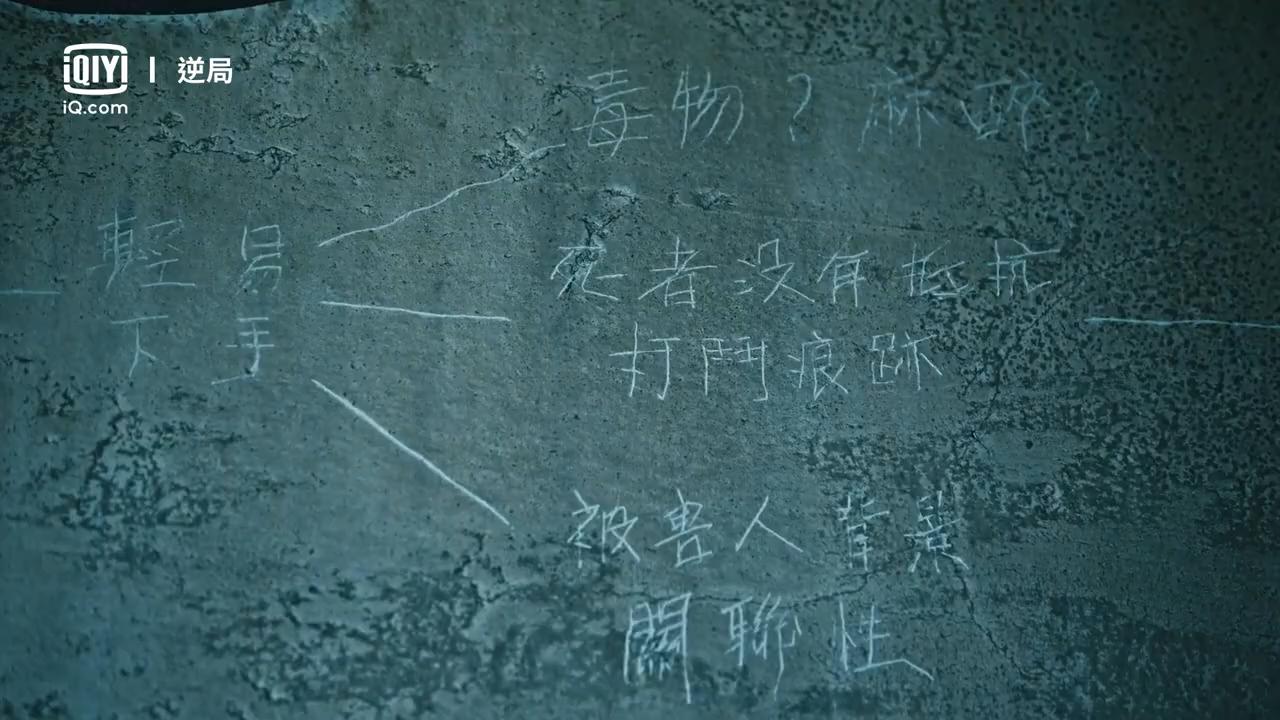 iQIYI | 逆局
iQ.com
毒物？麻醉？
輕易
下手
死者沒有抵抗
打鬥痕跡
被害人背景
關聯性